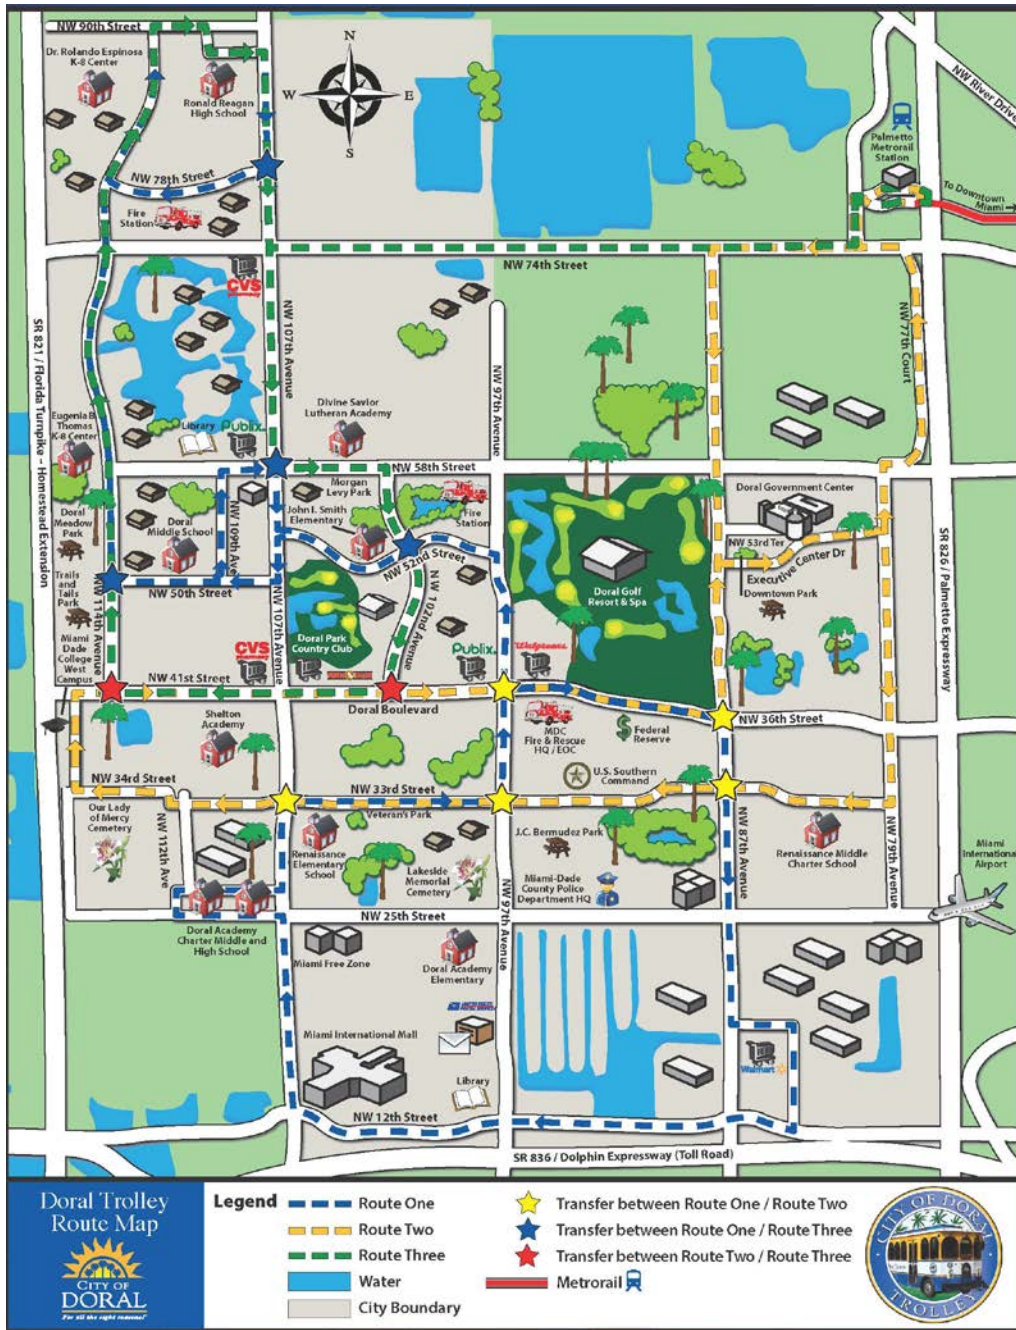 NW 90th Street
Dr. Rolando Espinosa
K-8 Center
Ronald Reagan
High School
N
W
E
S
NW River Drive
Palmetto
Metrorail
Station
To Downtown
Miami
NW 78th Street
Fire
Station
NW 74th Street
CVS
pharmacy
NW 107th Avenue
NW 77th Court
SR 821 / Florida Turnpike - Homestead Extension
NW 97th Avenue
Divine Savior
Lutheran Academy
Eugenia B.
Thomas
K-8 Center
Library
Publix.
NW 58th Street
Morgan
Levy Park
John I. Smith
Elementary
Fire
Station
Doral Government Center
Doral
Meadow
Park
Doral
Middle School
NW 109th Ave
NW 52nd Street
NW 53rd Ter
Executive Center Dr
SR 826 / Palmetto Expressway
Doral Golf
Resort & Spa
Downtown Park
Trails and
Tails
Park
NW 50th Street
NW 114th Avenue
NW 107th Avenue
NW 102nd Avenue
Miami
Dade
College
West
Campus
Doral Park
Country Club
CVS
Publix.
Walgreens
NW 41st Street
Doral Boulevard
NW 36th Street
Shelton
Academy
MDC
Fire & Rescue
HQ / EOC
Federal
Reserve
U.S. Southern
Command
NW 34rd Street
NW 33rd Street
Our Lady
of Mercy
Cemetery
NW 112th Ave
Veteran's Park
Renaissance
Elementary
School
Lakeside
Memorial
Cemetery
J.C. Bermudez Park
Miami-Dade
County Police
Department HQ
NW 87th Avenue
Renaissance Middle
Charter School
NW 79th Avenue
Miami
International
Airport
NW 25th Street
NW 97th Avenue
Doral Academy
Charter Middle and
High School
Miami Free Zone
Doral Academy
Elementary
Miami International Mall
Library
Walmart
NW 12th Street
SR 836 / Dolphin Expressway (Toll Road)
Doral Trolley
Route Map
CITY OF
DORAL
For all the right reasons!
Legend
Route One
Route Two
Route Three
Water
City Boundary
Transfer between Route One / Route Two
Transfer between Route One / Route Three
Transfer between Route Two / Route Three
Metrorail
CITY OF DORAL
TROLLEY